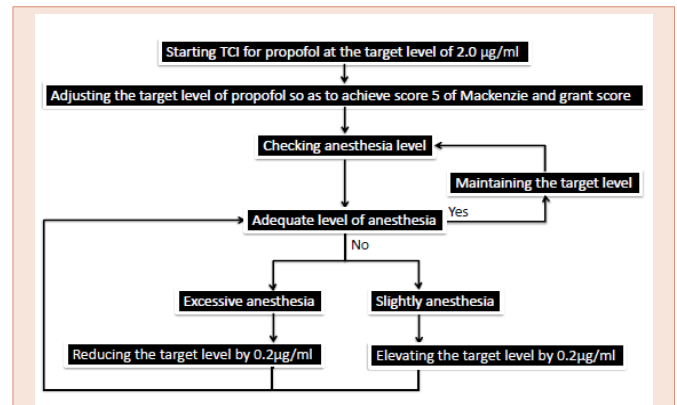 Starting TCI for propofol at the target level of 2.0 μg/ml
Adjusting the target level of propofol so as to achieve score 5 of Mackenzie and grant score
Checking anesthesia level
Maintaining the target level
Adequate level of anesthesia
Yes
No
Excessive anesthesia
Slightly anesthesia
Reducing the target level by 0.2μg/ml
Elevating the target level by 0.2μg/ml